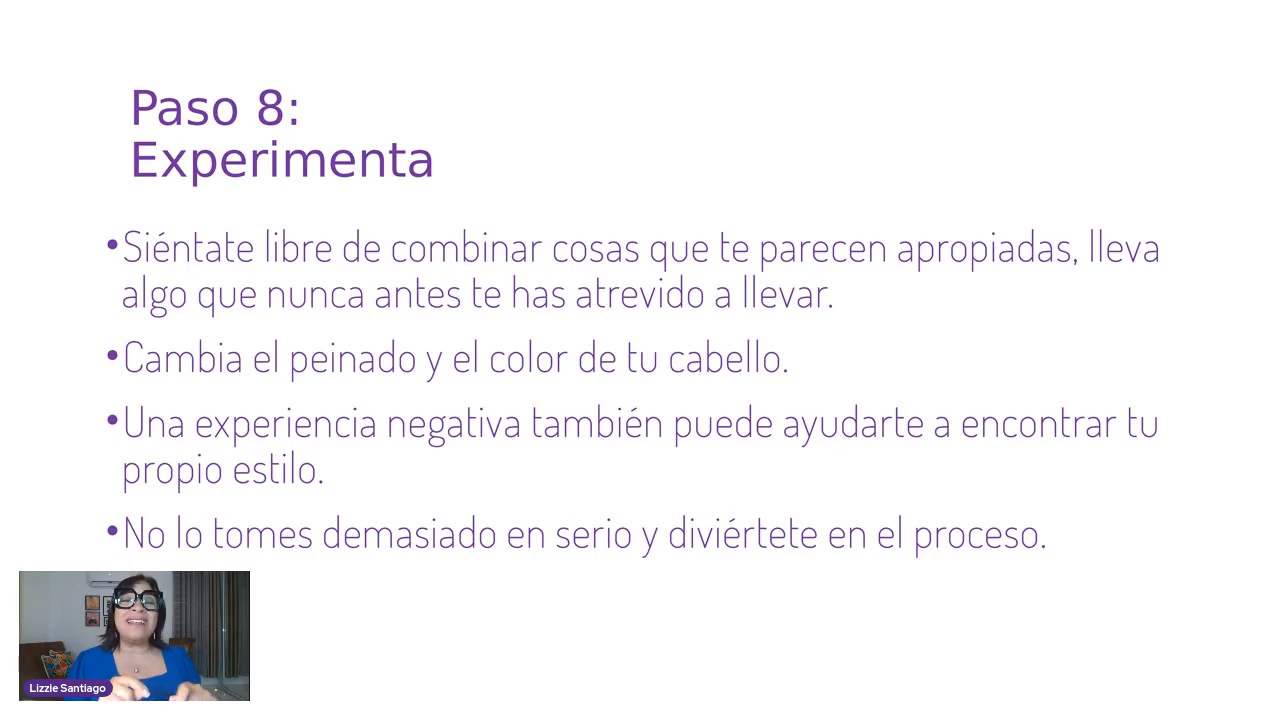 Paso 8:
Experimenta
•Siéntate libre de combinar cosas que te parecen apropiadas, lleva
algo que nunca antes te has atrevido a llevar.
•Cambia el peinado y el color de tu cabello.
•Una experiencia negativa también puede ayudarte a encontrar tu
propio estilo.
•No lo tomes demasiado en serio y diviértete en el proceso.
Lizzie Santiago